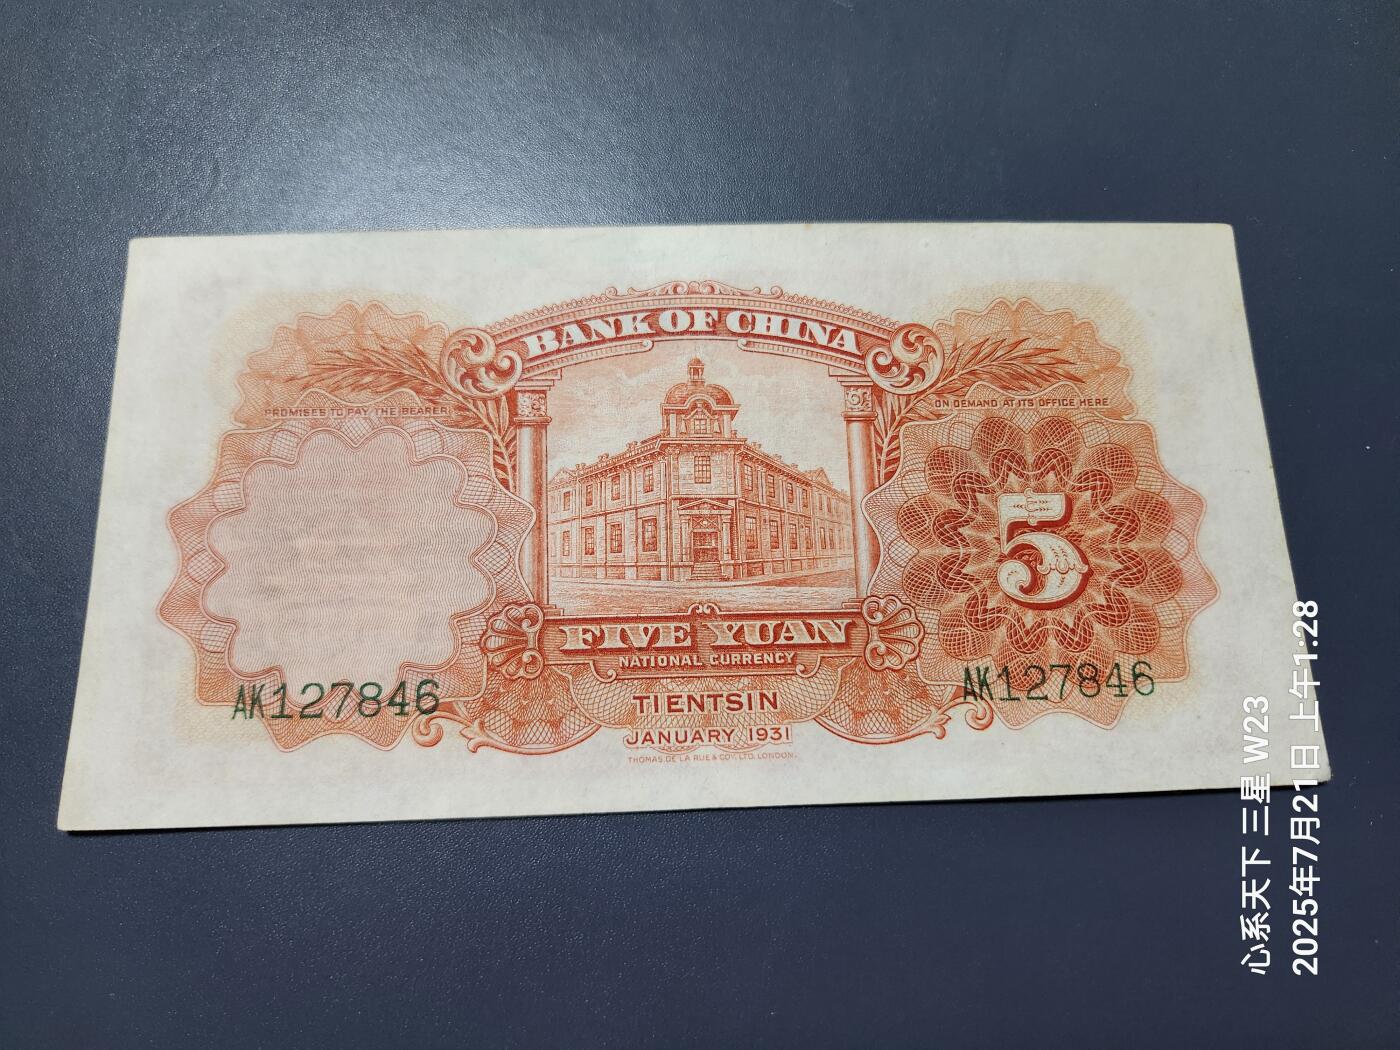 BANK OF CHINA
PROMISES TO PAY THE BEARER
ON DEMAND AT ITS OFFICE HERE
5
FIVE YUAN
NATIONAL CURRENCY
AK127846
AK127846
TIENTSIN
JANUARY 1931
THOMAS DE LA RUE & COY. LTD. LONDON.
心系天下 三星 W23
2025年7月21日 上午1:28